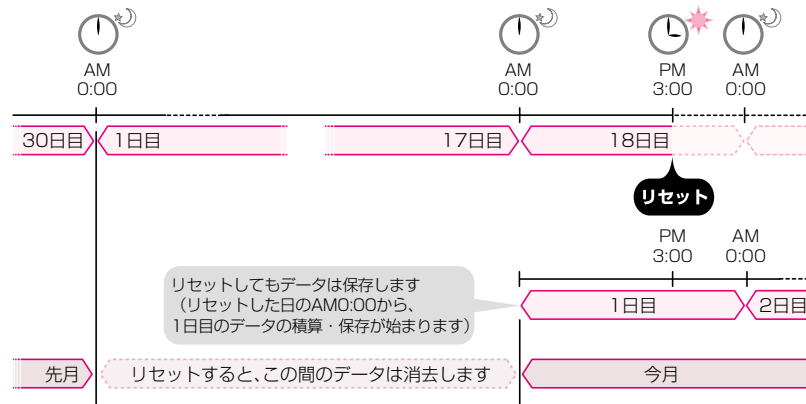 AM
0:00
AM
0:00
PM
3:00
AM
0:00
30日目
1日目
17日目
18日目
リセット
PM
3:00
AM
0:00
リセットしてもデータは保存します
(リセットした日のAM0:00から、
1日目のデータの積算・保存が始まります)
1日目
2日目
先月
リセットすると、この間のデータは消去します
今月